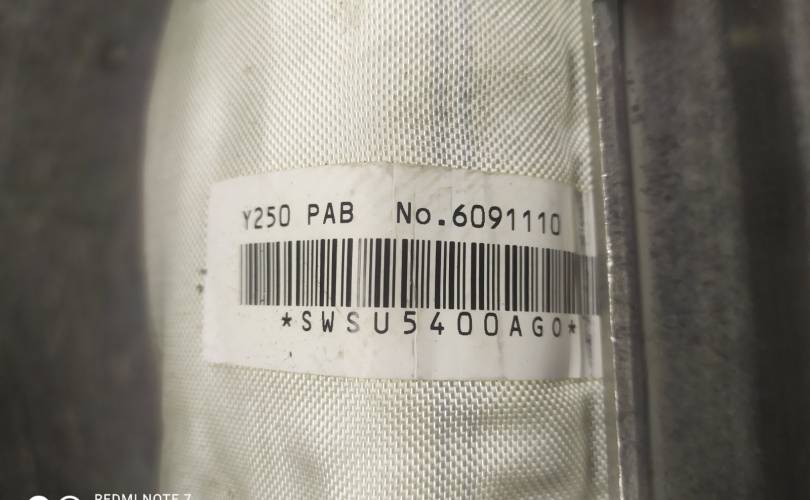 Y250 PAB No.6091110
*SWSU5400AG0*
REDMI NOTE 7